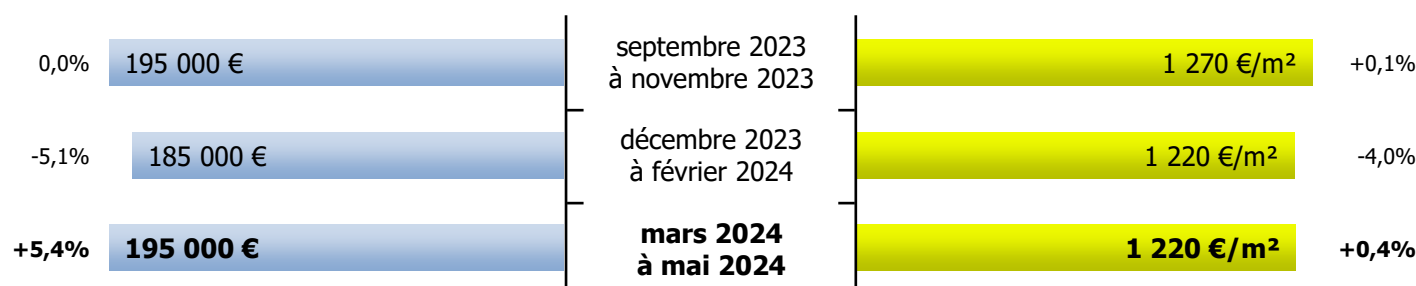 0,0%
195 000 €
septembre 2023
à novembre 2023
1 270 €/m²
+0,1%
-5,1%
185 000 €
décembre 2023
à février 2024
1 220 €/m²
-4,0%
+5,4%
195 000 €
mars 2024
à mai 2024
1 220 €/m²
+0,4%